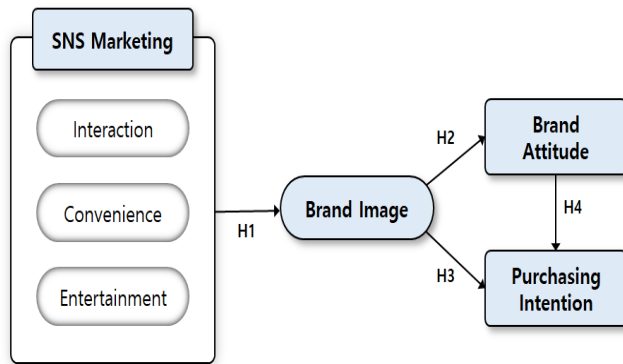 SNS Marketing
Interaction
Convenience
Entertainment
H1
Brand Image
H2
H3
Brand
Attitude
H4
Purchasing
Intention